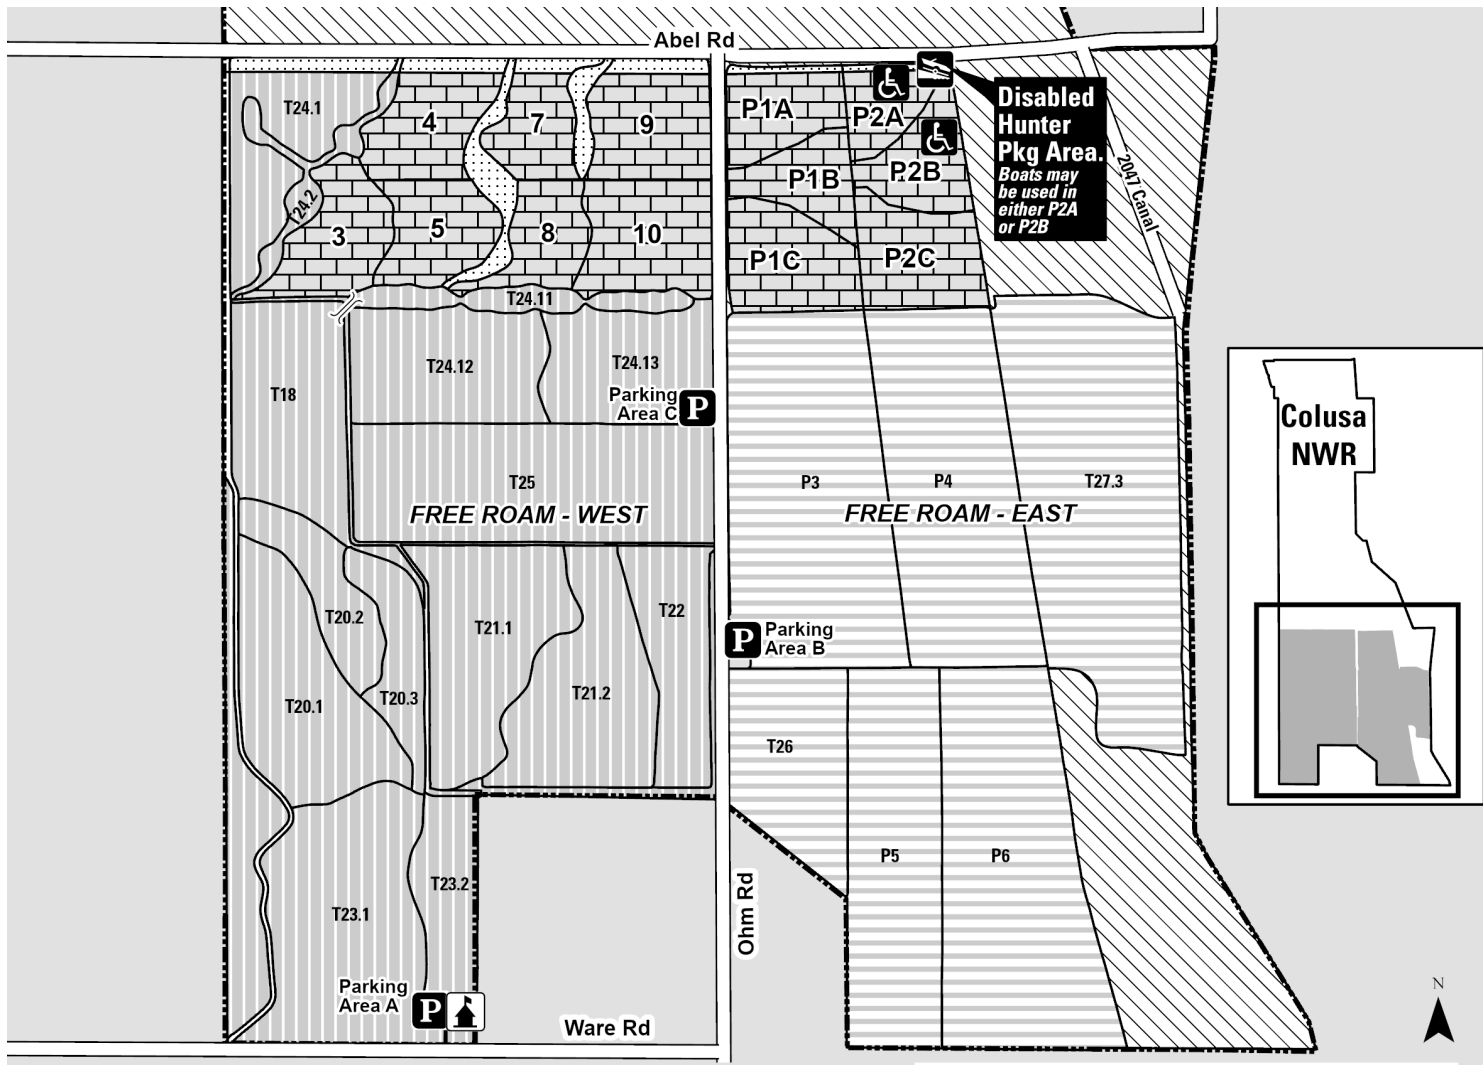 Abel Rd
T24.1
4
7
9
P1A
P2A
Disabled
Hunter
Pkg Area.
Boats may
be used in
either P2A
or P2B
2047 Canal
T24.2
3
5
8
10
P1B
P2B
P1C
P2C
T24.11
T24.12
T24.13
T18
Parking
Area C
P
T25
FREE ROAM - WEST
P3
P4
T27.3
FREE ROAM - EAST
Colusa
NWR
T20.2
T21.1
T22
P
Parking
Area B
T20.1
T20.3
T21.2
T26
T23.2
T23.1
P5
P6
Ohm Rd
Parking
Area A
P
Ware Rd
N